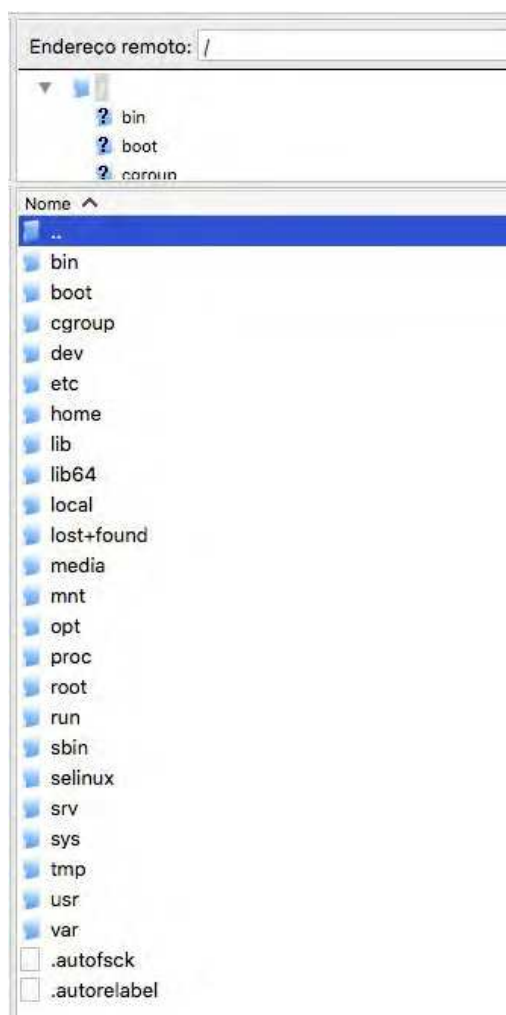 Endereço remoto: /
/
? bin
? boot
? cgroup
Nome
..
bin
boot
cgroup
dev
etc
home
lib
lib64
local
lost+found
media
mnt
opt
proc
root
run
sbin
selinux
srv
sys
tmp
usr
var
.autofsck
.autorelabel